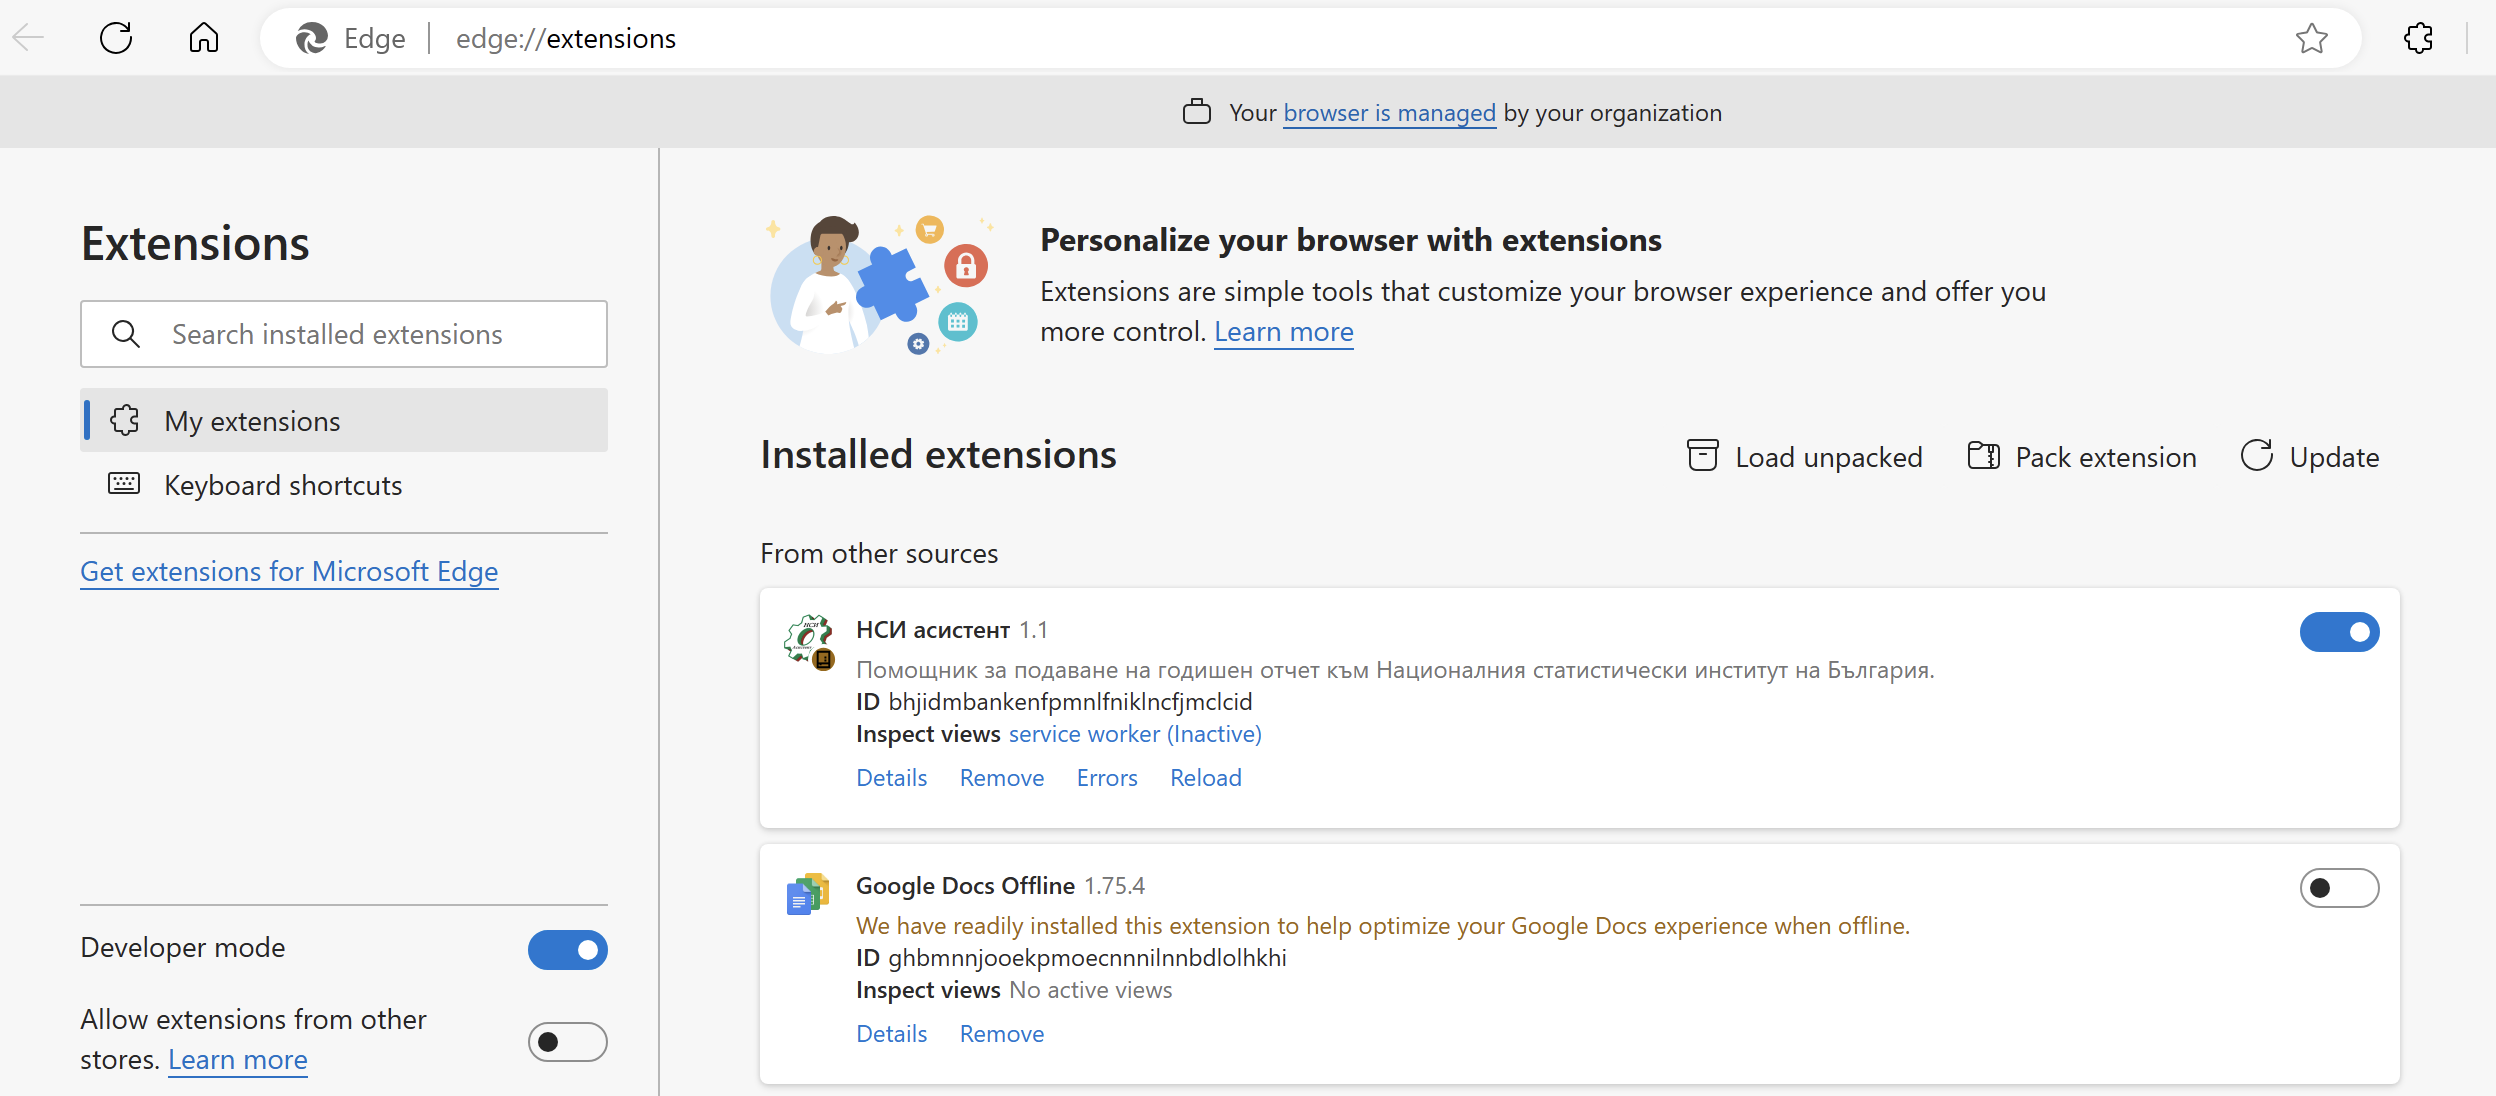 Edge
edge://extensions
Your browser is managed by your organization
Extensions
Search installed extensions
My extensions
Keyboard shortcuts
Get extensions for Microsoft Edge
Developer mode
Allow extensions from other
stores. Learn more
Personalize your browser with extensions
Extensions are simple tools that customize your browser experience and offer you
more control. Learn more
Installed extensions
Load unpacked
Pack extension
Update
From other sources
НСИ
НСИ асистент 1.1
Помощник за подаване на годишен отчет към Националния статистически институт на България.
ID bhjidmbankenfpmnlfniklncfjmclcid
Inspect views service worker (Inactive)
Details Remove Errors Reload
Google Docs Offline 1.75.4
We have readily installed this extension to help optimize your Google Docs experience when offline.
ID ghbmnnjooekpmoecnnnilnnbdlolhkhi
Inspect views No active views
Details Remove